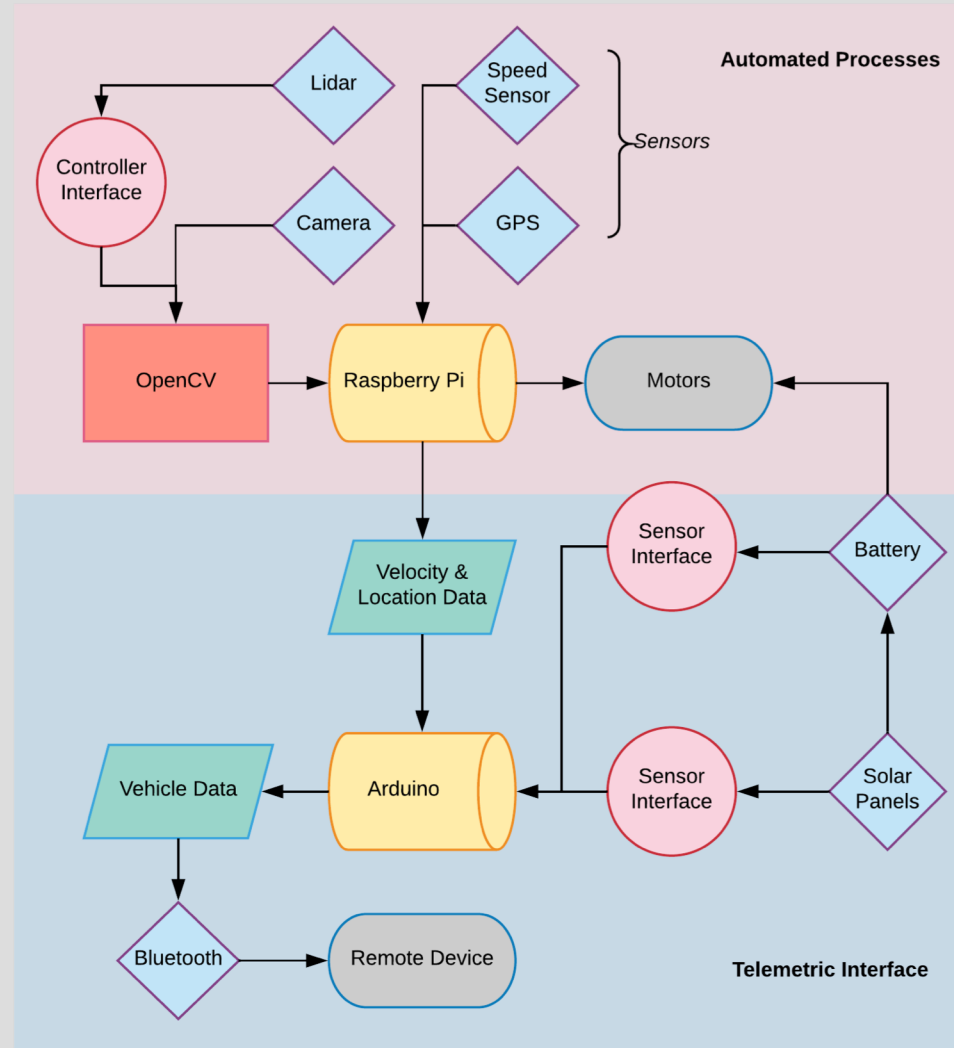 Automated Processes
Lidar
Speed
Sensor
Sensors
Controller
Interface
Camera
GPS
OpenCV
Raspberry Pi
Motors
Sensor
Interface
Battery
Velocity &
Location Data
Vehicle Data
Arduino
Sensor
Interface
Solar
Panels
Bluetooth
Remote Device
Telemetric Interface